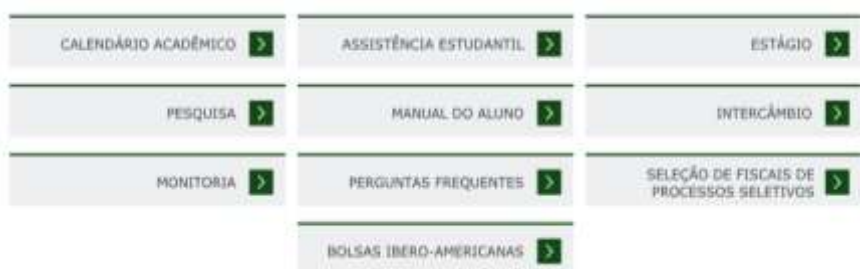 CALENDÁRIO ACADÊMICO
ASSISTÊNCIA ESTUDANTIL
ESTÁGIO
PESQUISA
MANUAL DO ALUNO
INTERCÂMBIO
MONITORIA
PERGUNTAS FREQUENTES
SELEÇÃO DE FISCAIS DE
PROCESSOS SELETIVOS
BOLSAS IBERO-AMERICANAS